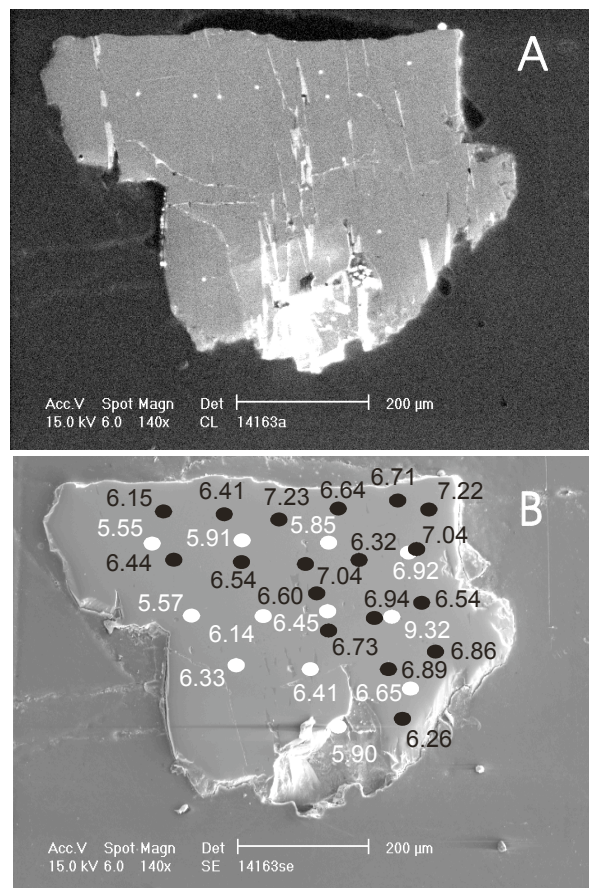 A
Acc.V Spot Magn Det 200 µm
15.0 kV 6.0 140x CL 14163a
6.15 6.41 7.23 6.64 6.71 7.22
B
5.55 5.91 5.85 7.04
6.44 6.54 6.32 6.92
7.04
5.57 6.60 6.94 6.54
6.14 6.45 9.32
6.73 6.86
6.33 6.41 6.89
6.65
5.90 6.26
Acc.V Spot Magn Det 200 µm
15.0 kV 6.0 140x SE 14163se